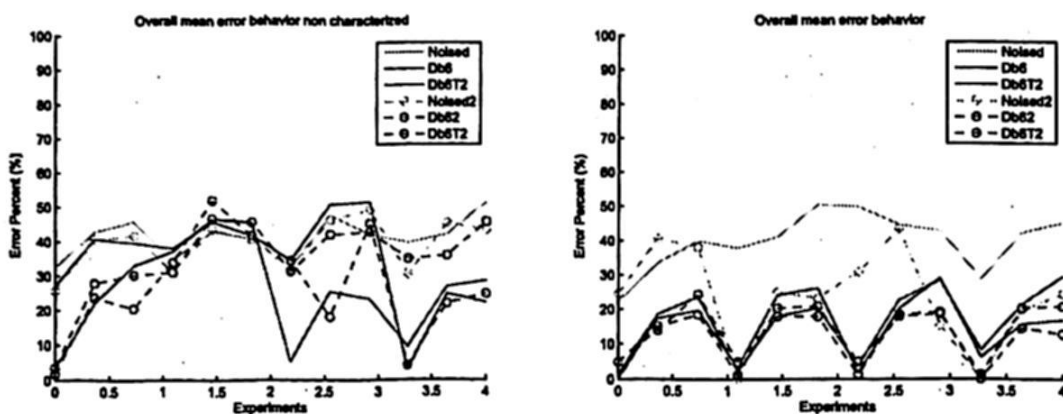 Overall mean error behavior non characterized
100
90
80
70
60
50
40
30
20
10
0
Error Percent (%)
0 0.5 1 1.5 2 2.5 3 3.5 4
Experiments
Noised
Db6
Db6T2
Noised2
Db62
Db6T2
Overall mean error behavior
100
90
80
70
60
50
40
30
20
10
0
Error Percent (%)
0 0.5 1 1.5 2 2.5 3 3.5 4
Experiments
Noised
Db6
Db6T2
Noised2
Db62
Db6T2